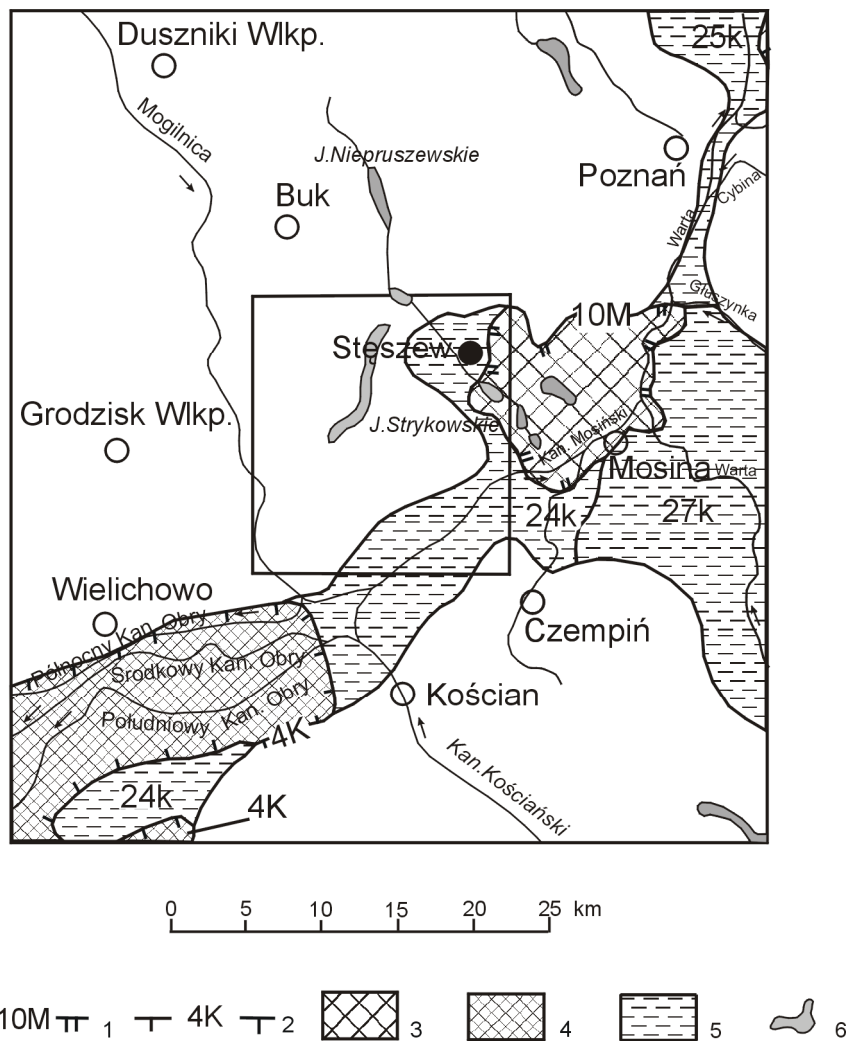 Duszniki Wlkp.
25k
Mogilnica
J.Niepruszewskie
Poznań
Cybina
Buk
Warta
Głuszynka
10M
Stęszew
Grodzisk Wlkp.
J.Strykowskie
Kan. Mosiński
Mosina
Warta
24k
27k
Wielichowo
Północny Kan. Obry
Czempiń
Środkowy Kan. Obry
Kościan
Południowy Kan. Obry
4K
Kan.Kościański
24k
4K
0 5 10 15 20 25 km
10M 1 4K 2 3 4 5 6